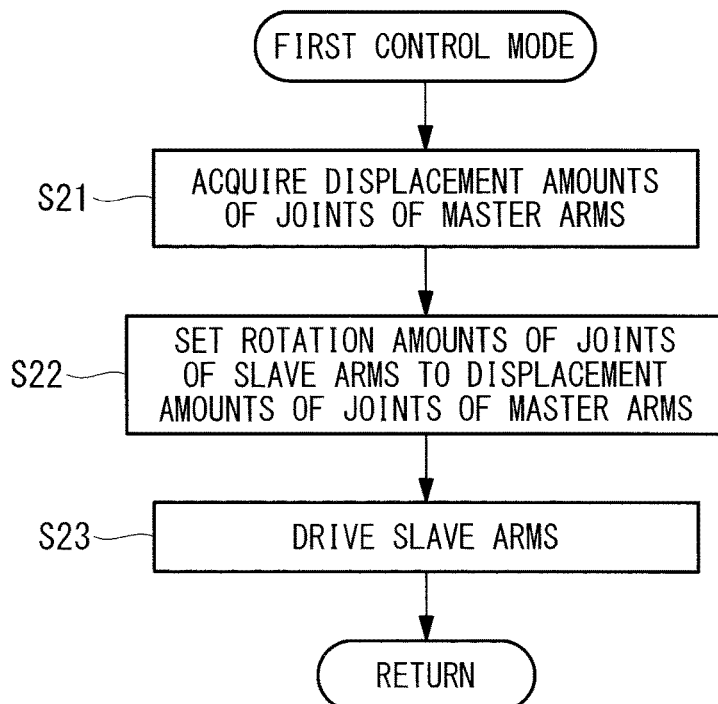 FIRST CONTROL MODE
S21
ACQUIRE DISPLACEMENT AMOUNTS
OF JOINTS OF MASTER ARMS
S22
SET ROTATION AMOUNTS OF JOINTS
OF SLAVE ARMS TO DISPLACEMENT
AMOUNTS OF JOINTS OF MASTER ARMS
S23
DRIVE SLAVE ARMS
RETURN